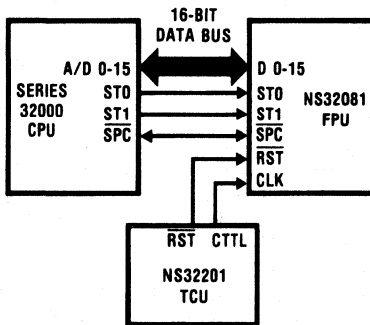 16-BIT
DATA BUS
SERIES
32000
CPU
A/D 0-15
ST0
ST1
SPC
D 0-15
ST0
ST1
SPC
RST
CLK
NS32081
FPU
RST CTTL
NS32201
TCU